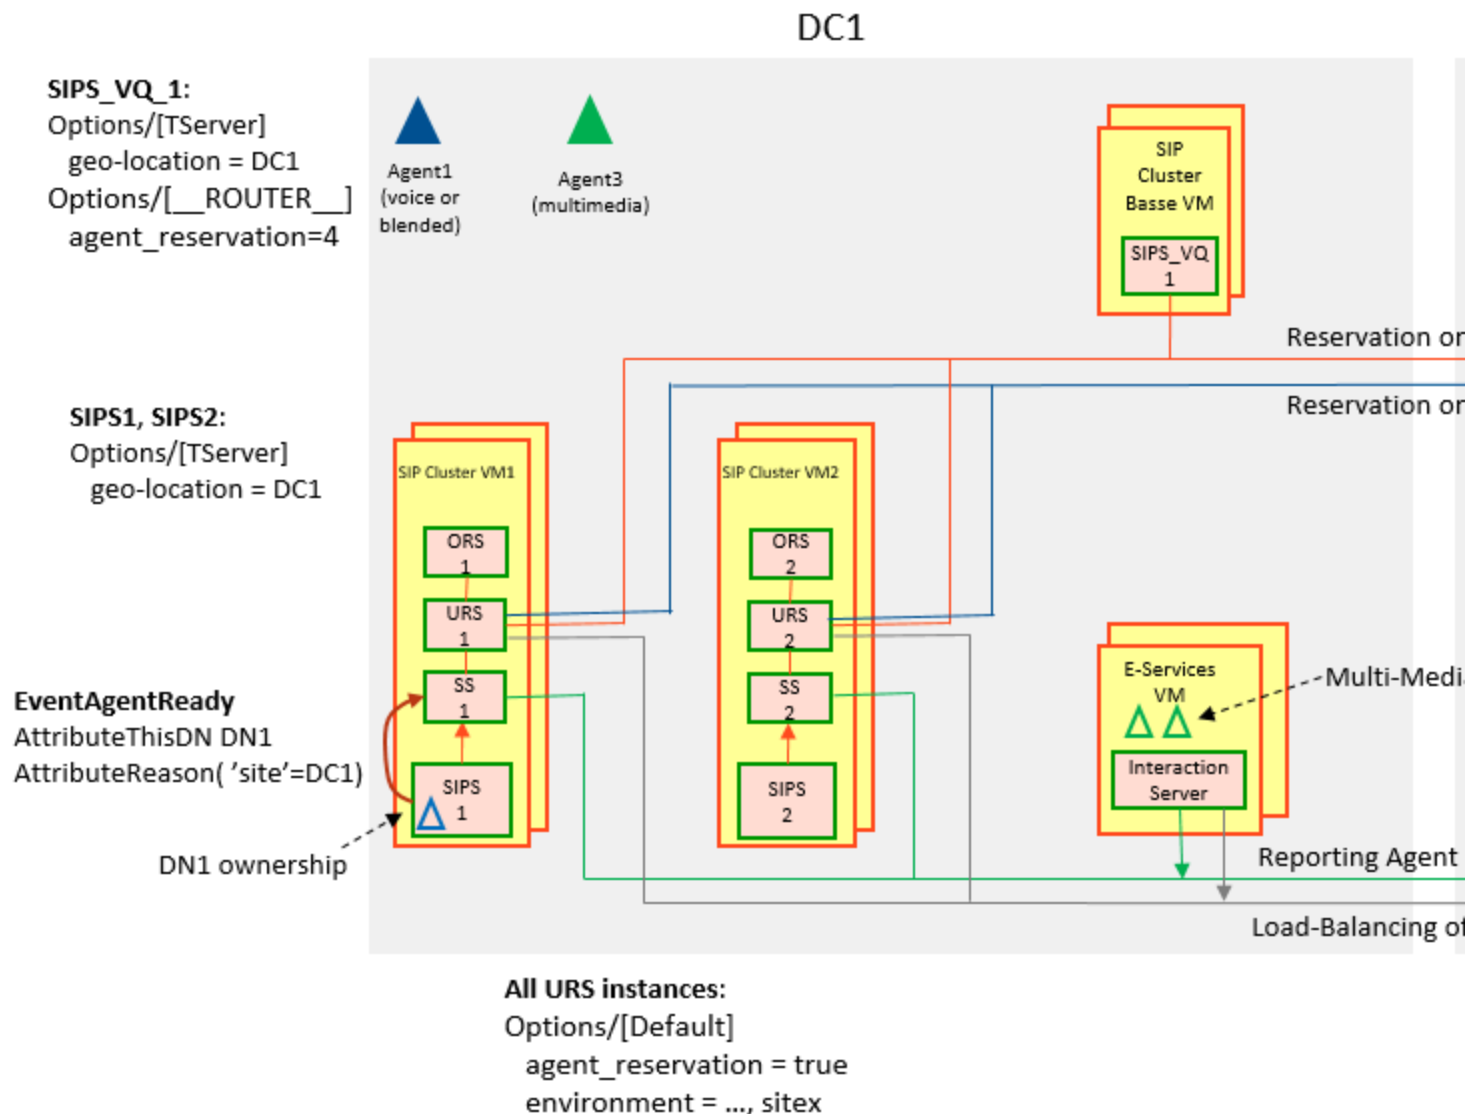 DC1
SIPS_VQ_1:
Options/[TServer]
geo-location = DC1
Options/[__ROUTER__]
agent_reservation=4
Agent1
(voice or
blended)
Agent3
(multimedia)
SIP
Cluster
Basse VM
SIPS_VQ
1
Reservation or
Reservation or
SIPS1, SIPS2:
Options/[TServer]
geo-location = DC1
SIP Cluster VM1
ORS
1
URS
1
SS
1
SIPS
1
SIP Cluster VM2
ORS
2
URS
2
SS
2
SIPS
2
EventAgentReady
AttributeThisDN DN1
AttributeReason( ’site’=DC1)
DN1 ownership
E-Services
VM
Interaction
Server
Multi-Media
Reporting Agent
Load-Balancing of
All URS instances:
Options/[Default]
agent_reservation = true
environment = ..., sitex